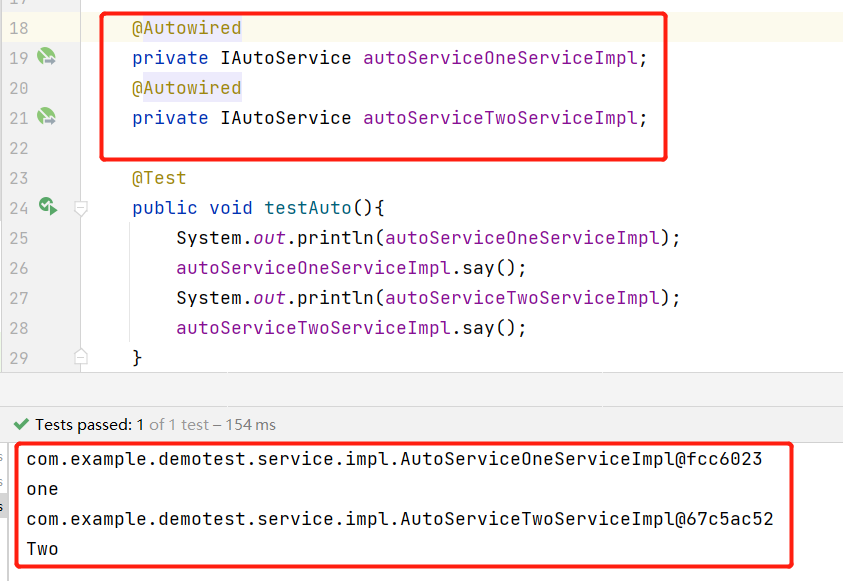 18 @Autowired
19 private IAutoService autoServiceOneServiceImpl;
20 @Autowired
21 private IAutoService autoServiceTwoServiceImpl;
22
23 @Test
24 public void testAuto(){
25 System.out.println(autoServiceOneServiceImpl);
26 autoServiceOneServiceImpl.say();
27 System.out.println(autoServiceTwoServiceImpl);
28 autoServiceTwoServiceImpl.say();
29 }
Tests passed: 1 of 1 test – 154 ms
com.example.demotest.service.impl.AutoServiceOneServiceImpl@fcc6023
one
com.example.demotest.service.impl.AutoServiceTwoServiceImpl@67c5ac52
Two